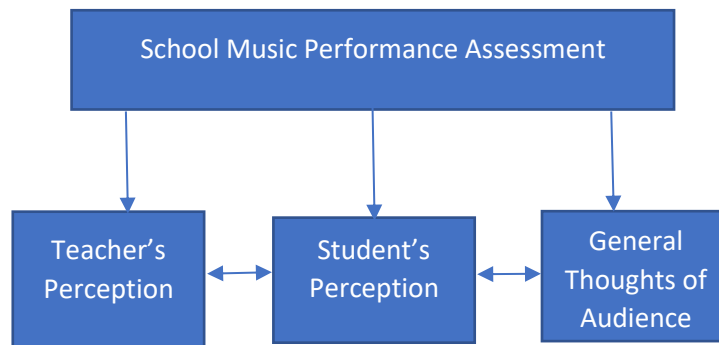 School Music Performance Assessment
Teacher’s
Perception
Student’s
Perception
General
Thoughts of
Audience